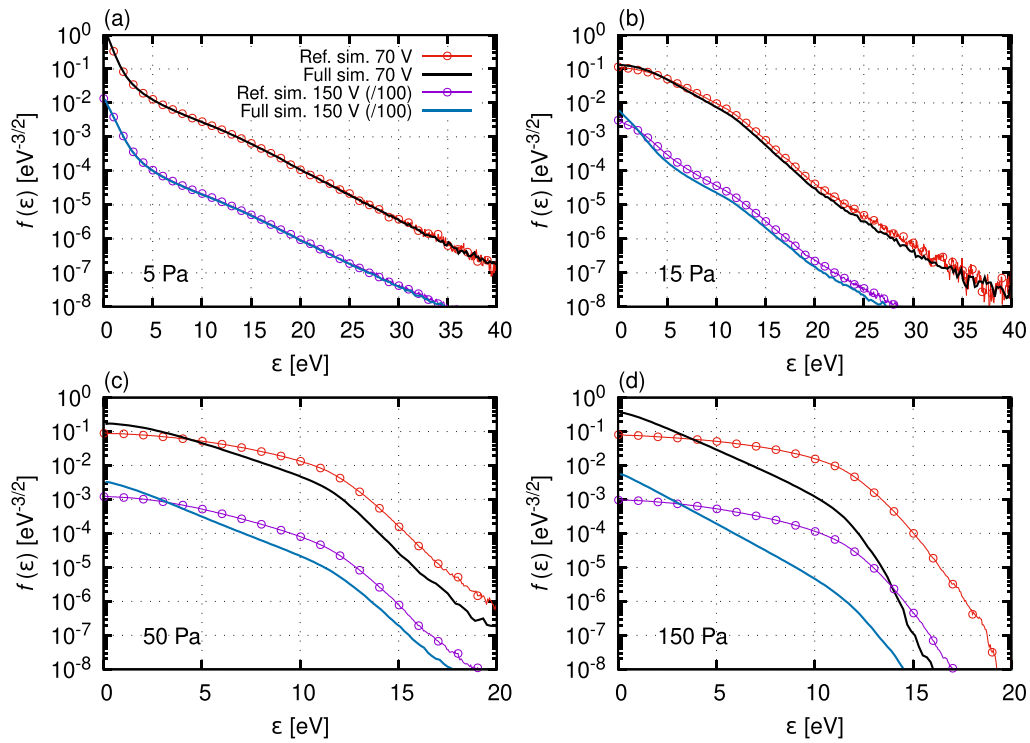 (a)
10^0
10^-1
10^-2
10^-3
10^-4
10^-5
10^-6
10^-7
10^-8
f (ε) [eV^-3/2]
Ref. sim. 70 V
Full sim. 70 V
Ref. sim. 150 V (/100)
Full sim. 150 V (/100)
5 Pa
0 5 10 15 20 25 30 35 40
ε [eV]
(b)
10^0
10^-1
10^-2
10^-3
10^-4
10^-5
10^-6
10^-7
10^-8
f (ε) [eV^-3/2]
15 Pa
0 5 10 15 20 25 30 35 40
ε [eV]
(c)
10^0
10^-1
10^-2
10^-3
10^-4
10^-5
10^-6
10^-7
10^-8
f (ε) [eV^-3/2]
50 Pa
0 5 10 15 20
ε [eV]
(d)
10^0
10^-1
10^-2
10^-3
10^-4
10^-5
10^-6
10^-7
10^-8
f (ε) [eV^-3/2]
150 Pa
0 5 10 15 20
ε [eV]